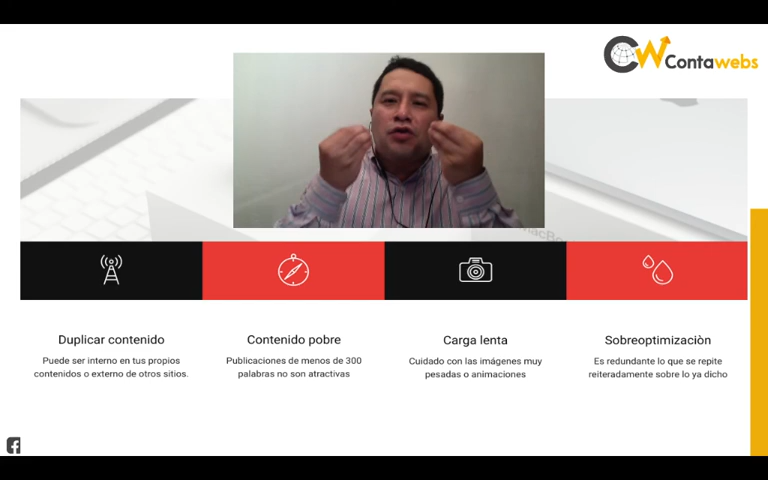 CW Contawebs
MacBo
Duplicar contenido
Puede ser interno en tus propios
contenidos o externo de otros sitios.
Contenido pobre
Publicaciones de menos de 300
palabras no son atractivas
Carga lenta
Cuidado con las imágenes muy
pesadas o animaciones
Sobreoptimizaciòn
Es redundante lo que se repite
reiteradamente sobre lo ya dicho